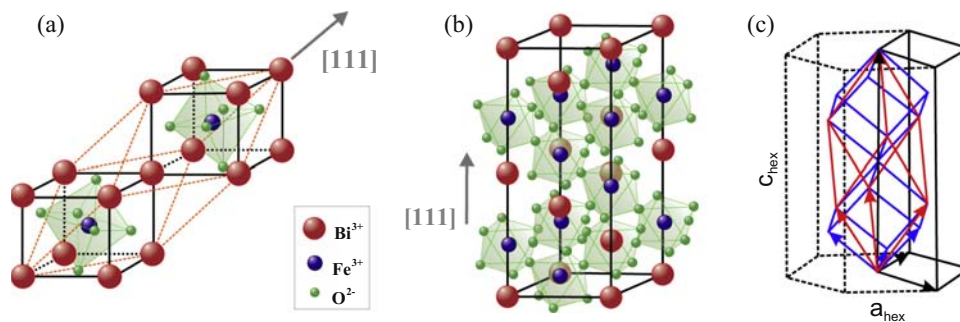 (a)
[111]
Bi3+
Fe3+
O2-
(b)
[111]
(c)
Chex
ahex